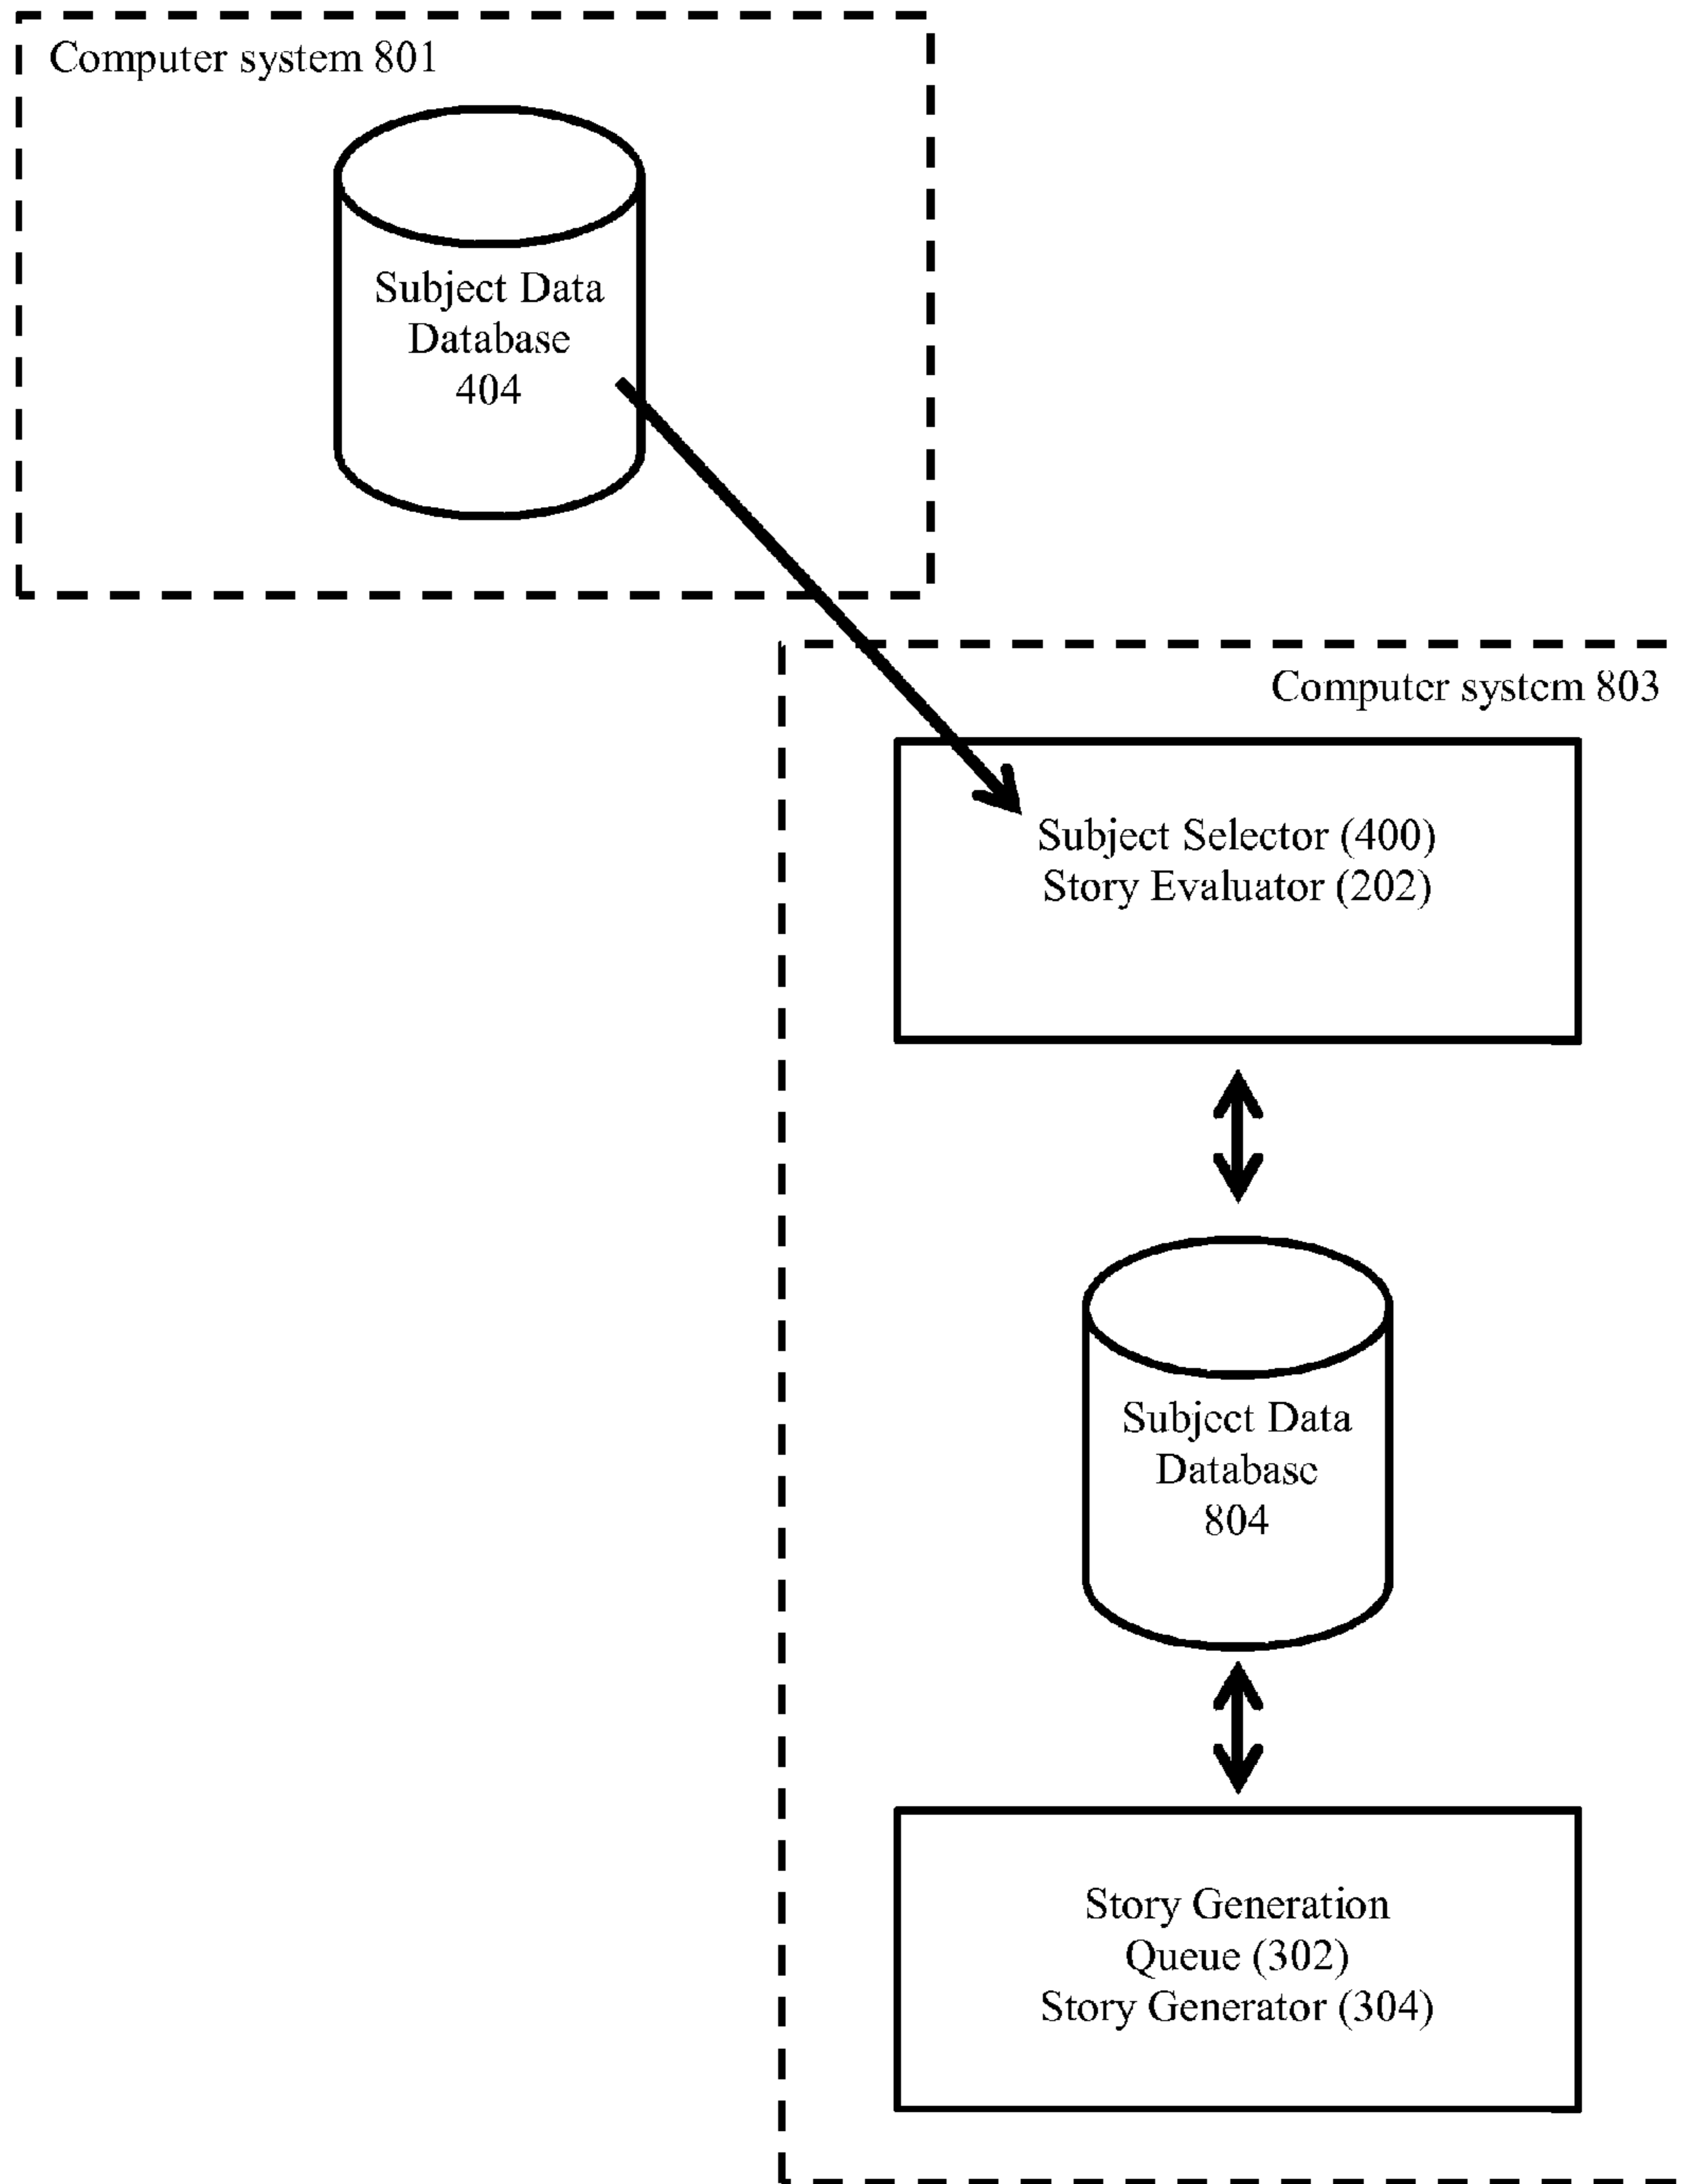 Computer system 801
Subject Data
Database
404
Computer system 803
Subject Selector (400)
Story Evaluator (202)
Subject Data
Database
804
Story Generation
Queue (302)
Story Generator (304)